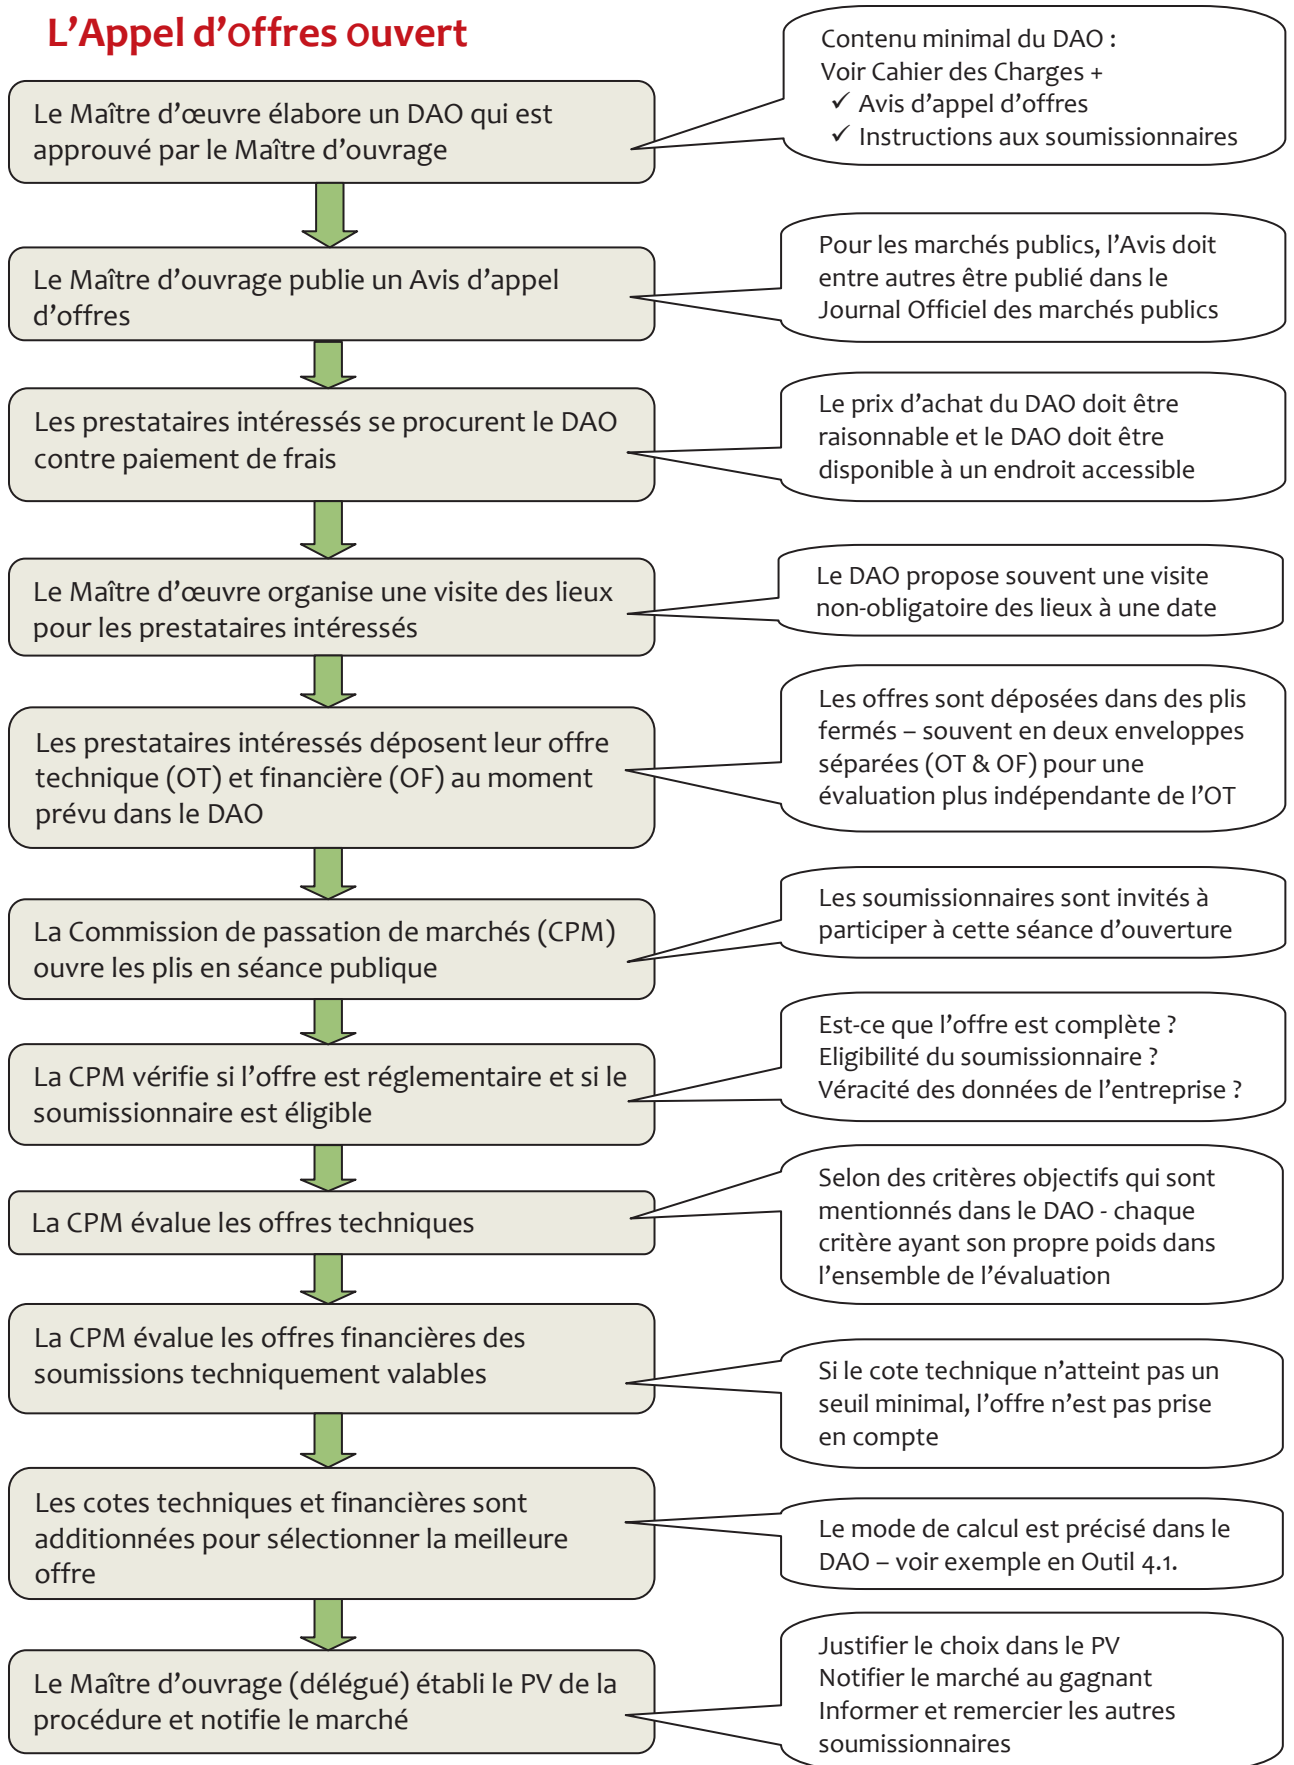 L’Appel d’Offres Ouvert
Le Maître d’œuvre élabore un DAO qui est
approuvé par le Maître d’ouvrage
Contenu minimal du DAO :
Voir Cahier des Charges +
✓ Avis d’appel d’offres
✓ Instructions aux soumissionnaires
Le Maître d’ouvrage publie un Avis d’appel
d’offres
Pour les marchés publics, l’Avis doit
entre autres être publié dans le
Journal Officiel des marchés publics
Les prestataires intéressés se procurent le DAO
contre paiement de frais
Le prix d’achat du DAO doit être
raisonnable et le DAO doit être
disponible à un endroit accessible
Le Maître d’œuvre organise une visite des lieux
pour les prestataires intéressés
Le DAO propose souvent une visite
non-obligatoire des lieux à une date
Les prestataires intéressés déposent leur offre
technique (OT) et financière (OF) au moment
prévu dans le DAO
Les offres sont déposées dans des plis
fermés – souvent en deux enveloppes
séparées (OT & OF) pour une
évaluation plus indépendante de l’OT
La Commission de passation de marchés (CPM)
ouvre les plis en séance publique
Les soumissionnaires sont invités à
participer à cette séance d’ouverture
La CPM vérifie si l’offre est réglementaire et si le
soumissionnaire est éligible
Est-ce que l’offre est complète ?
Eligibilité du soumissionnaire ?
Véracité des données de l’entreprise ?
La CPM évalue les offres techniques
Selon des critères objectifs qui sont
mentionnés dans le DAO - chaque
critère ayant son propre poids dans
l’ensemble de l’évaluation
La CPM évalue les offres financières des
soumissions techniquement valables
Si le cote technique n’atteint pas un
seuil minimal, l’offre n’est pas prise
en compte
Les cotes techniques et financières sont
additionnées pour sélectionner la meilleure
offre
Le mode de calcul est précisé dans le
DAO – voir exemple en Outil 4.1.
Le Maître d’ouvrage (délégué) établi le PV de la
procédure et notifie le marché
Justifier le choix dans le PV
Notifier le marché au gagnant
Informer et remercier les autres
soumissionnaires